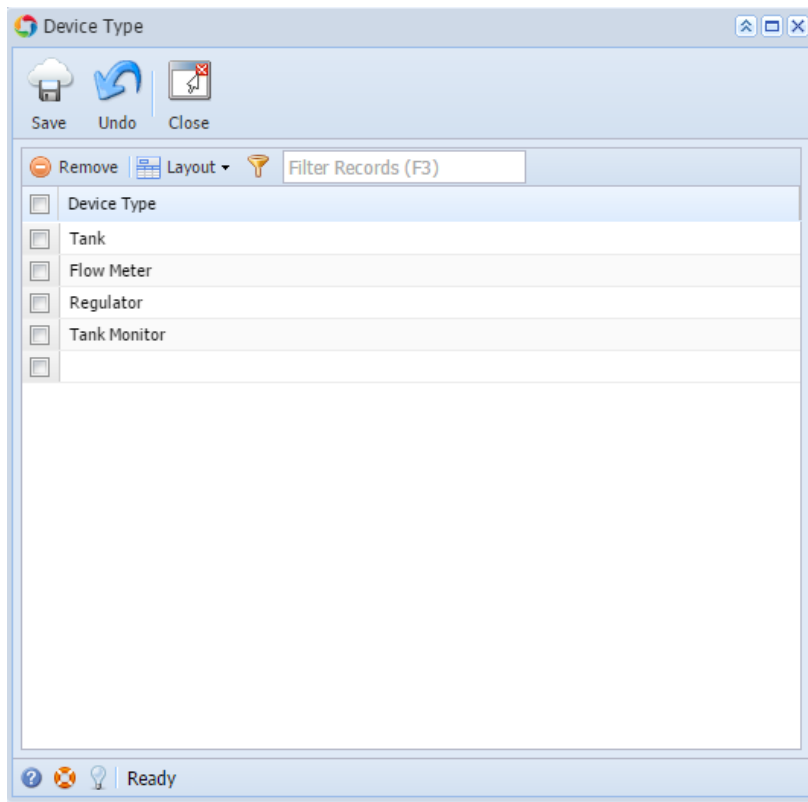 Device Type
Save Undo Close
Remove Layout Filter Records (F3)
Device Type
Tank
Flow Meter
Regulator
Tank Monitor
Ready